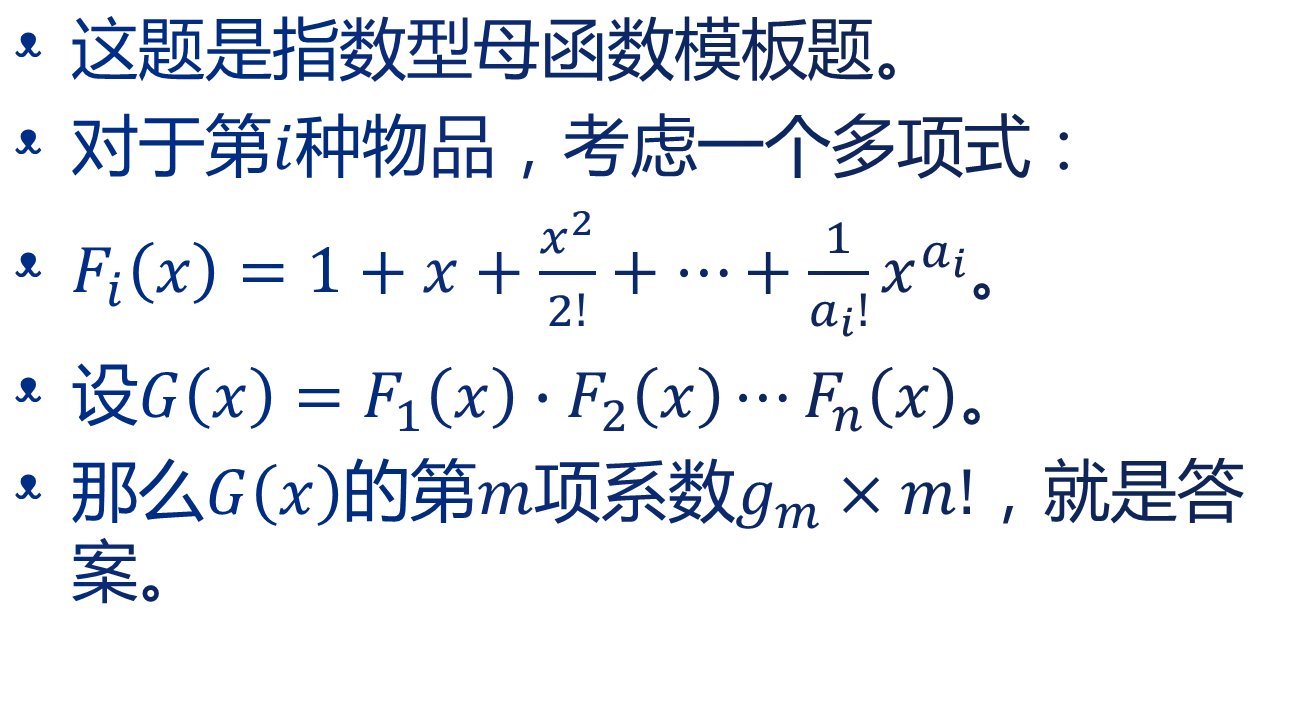 这题是指数型母函数模板题。
对于第i种物品，考虑一个多项式：
F_i(x) = 1 + x + \frac{x^2}{2!} + ⋯ + \frac{1}{a_i!} x^{a_i}。
设G(x) = F_1(x) · F_2(x) ⋯ F_n(x)。
那么G(x)的第m项系数g_m × m!，就是答
案。